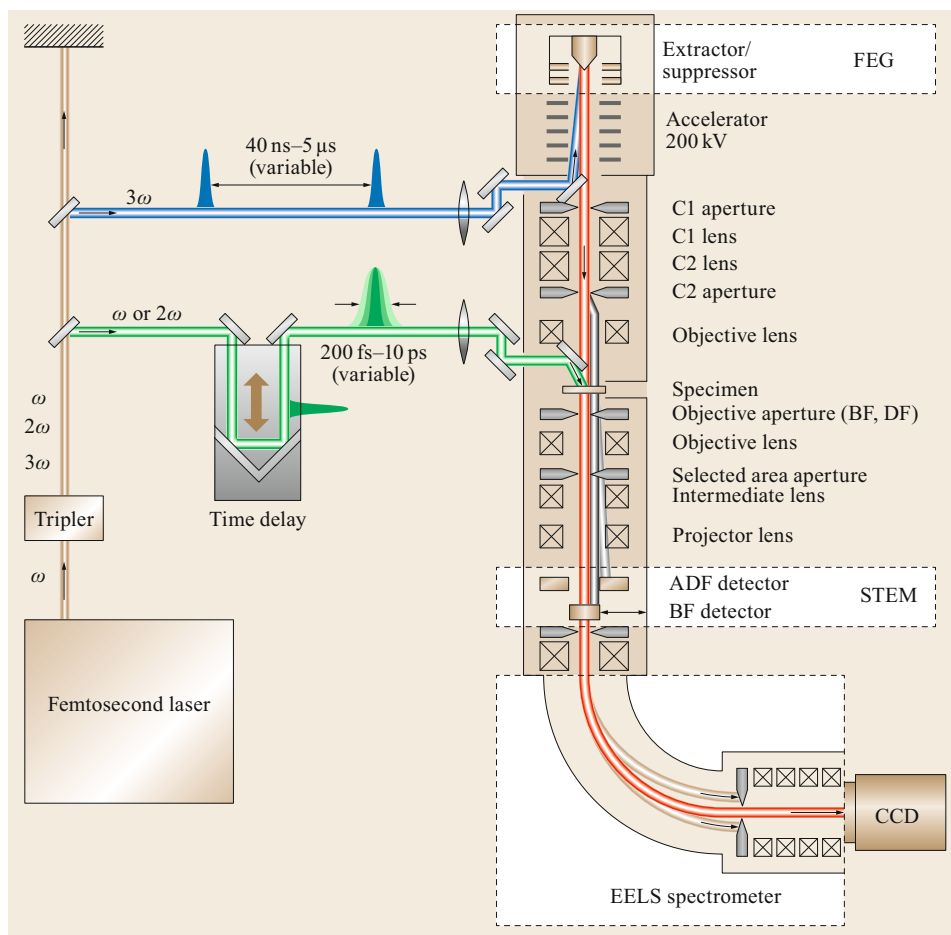 Extractor/
suppressor
FEG
Accelerator
200 kV
40 ns–5 µs
(variable)
3ω
C1 aperture
C1 lens
C2 lens
C2 aperture
ω or 2ω
Objective lens
200 fs–10 ps
(variable)
Specimen
Objective aperture (BF, DF)
Objective lens
Selected area aperture
Intermediate lens
Projector lens
ω
2ω
3ω
Time delay
Tripler
ω
ADF detector
STEM
BF detector
Femtosecond laser
CCD
EELS spectrometer